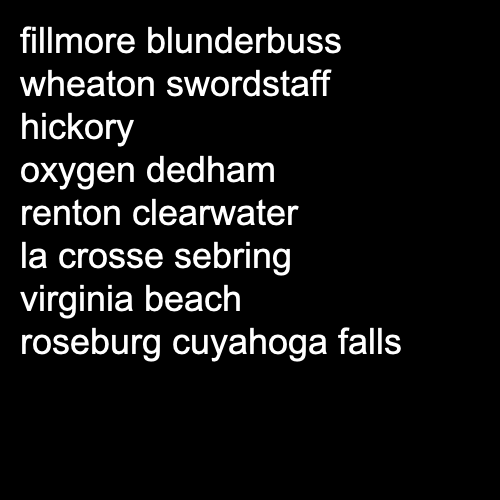 fillmore blunderbuss
wheaton swordstaff
hickory
oxygen dedham
renton clearwater
la crosse sebring
virginia beach
roseburg cuyahoga falls